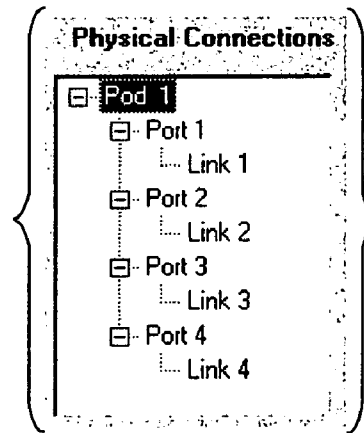 Physical Connections
Pod 1
Port 1
Link 1
Port 2
Link 2
Port 3
Link 3
Port 4
Link 4